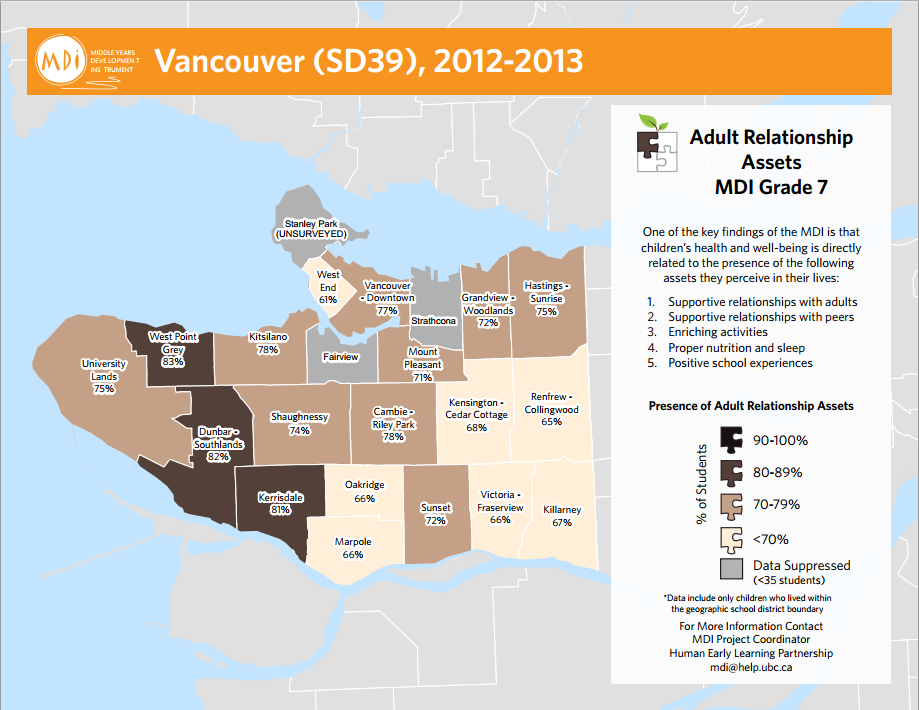 MDi
MIDDLE YEARS
DEVELOPMENT
INSTRUMENT
Vancouver (SD39), 2012-2013
Adult Relationship
Assets
MDI Grade 7
One of the key findings of the MDI is that
children's health and well-being is directly
related to the presence of the following
assets they perceive in their lives:
1. Supportive relationships with adults
2. Supportive relationships with peers
3. Enriching activities
4. Proper nutrition and sleep
5. Positive school experiences
Presence of Adult Relationship Assets
% of Students
90-100%
80-89%
70-79%
<70%
Data Suppressed
(<35 students)
*Data include only children who lived within
the geographic school district boundary
For More Information Contact
MDI Project Coordinator
Human Early Learning Partnership
mdi@help.ubc.ca
Stanley Park
(UNSURVEYED)
West
End
61%
Vancouver
- Downtown
77%
Strathcona
Grandview -
Woodlands
72%
Hastings -
Sunrise
75%
University
Lands
75%
West Point
Grey
83%
Kitsilano
78%
Fairview
Mount
Pleasant
71%
Dunbar -
Southlands
82%
Shaughnessy
74%
Cambie -
Riley Park
78%
Kensington -
Cedar Cottage
68%
Renfrew -
Collingwood
65%
Kerrisdale
81%
Oakridge
66%
Marpole
66%
Sunset
72%
Victoria -
Fraserview
66%
Killarney
67%